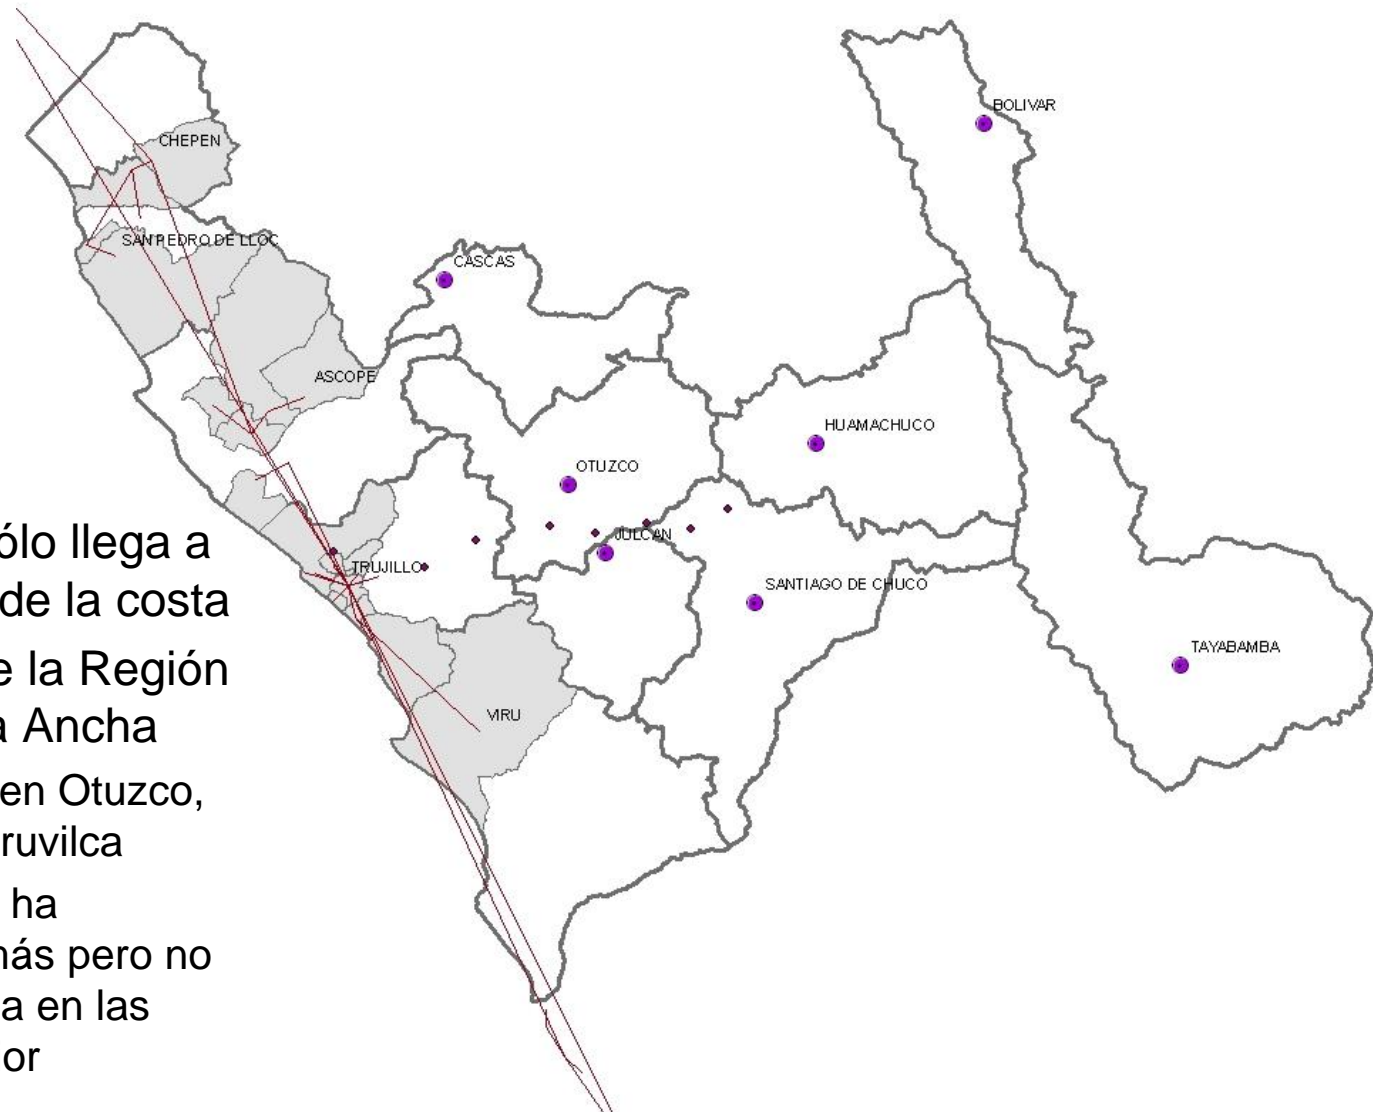 CHEPEN
SAN PEDRO DE LLOC
ASCOPE
TRUJILLO
VIRU
CASCAS
OTUZCO
JULCAN
HUAMACHUCO
SANTIAGO DE CHUCO
BOLIVAR
TAYABAMBA
ólo llega a
de la costa
e la Región
a Ancha
en Otuzco,
ruvilca
ha
nás pero no
a en las
or